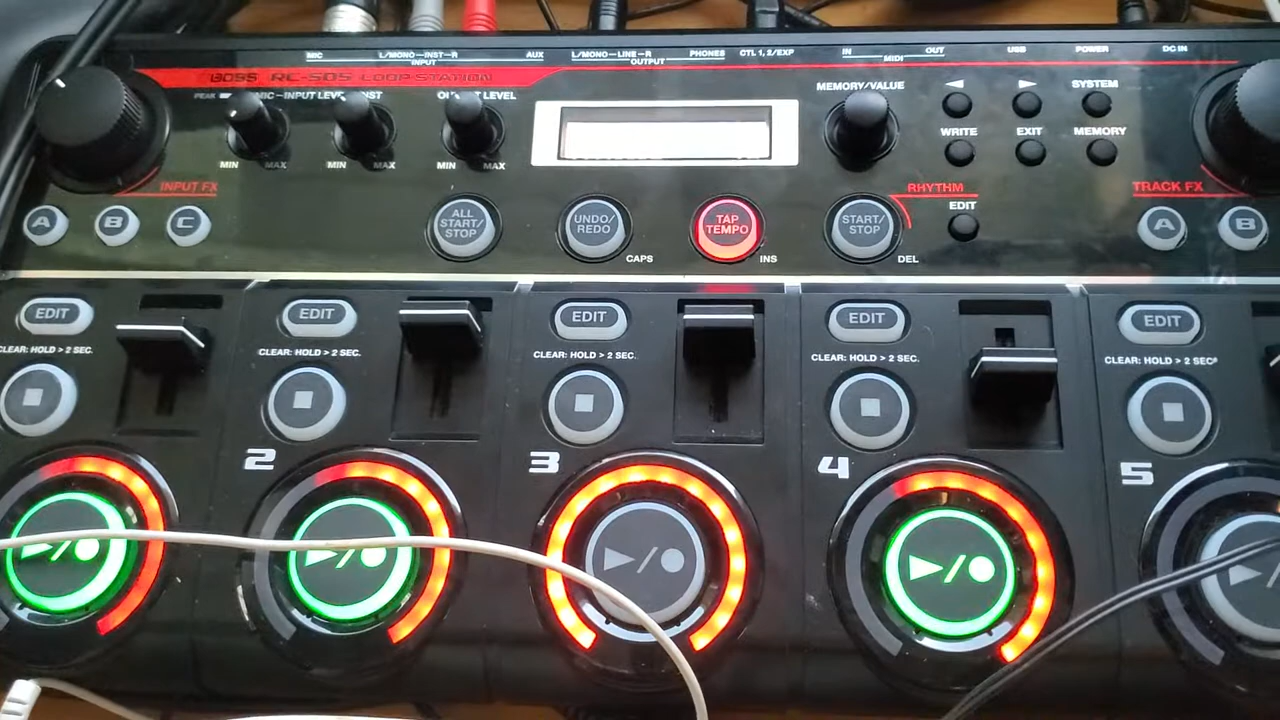 MIC L/MONO—INST—R AUX L/MONO—LINE—R PHONES CTL 1, 2/EXP IN OUT USB POWER DC IN
INPUT OUTPUT MIDI
BOSS RC-505 LOOP STATION
PEAK MIC—INPUT LEVEL INST LEVEL MEMORY/VALUE ◀ ▶ SYSTEM
WRITE EXIT MEMORY
MIN MAX MIN MAX MIN MAX
INPUT FX RHYTHM TRACK FX
A B C ALL START/STOP UNDO/REDO TAP TEMPO START/STOP EDIT A B
CAPS INS DEL
EDIT EDIT EDIT EDIT EDIT
CLEAR: HOLD > 2 SEC. CLEAR: HOLD > 2 SEC. CLEAR: HOLD > 2 SEC. CLEAR: HOLD > 2 SEC. CLEAR: HOLD > 2 SEC.
2 3 4 5